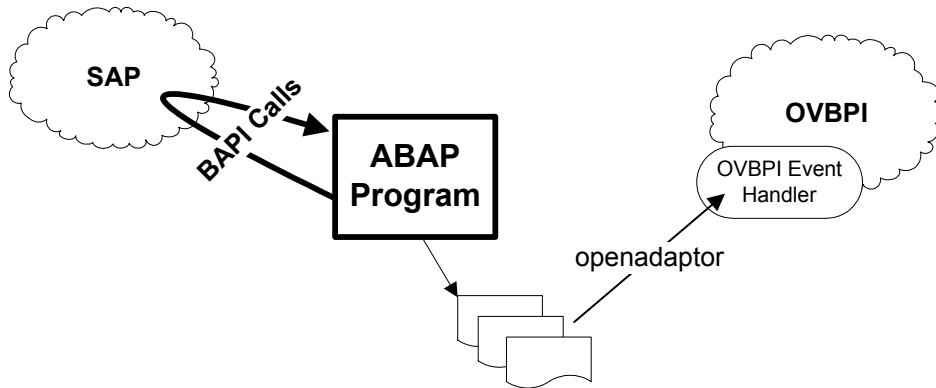 SAP
BAPI Calls
ABAP
Program
OVBPI
OVBPI Event
Handler
openadaptor